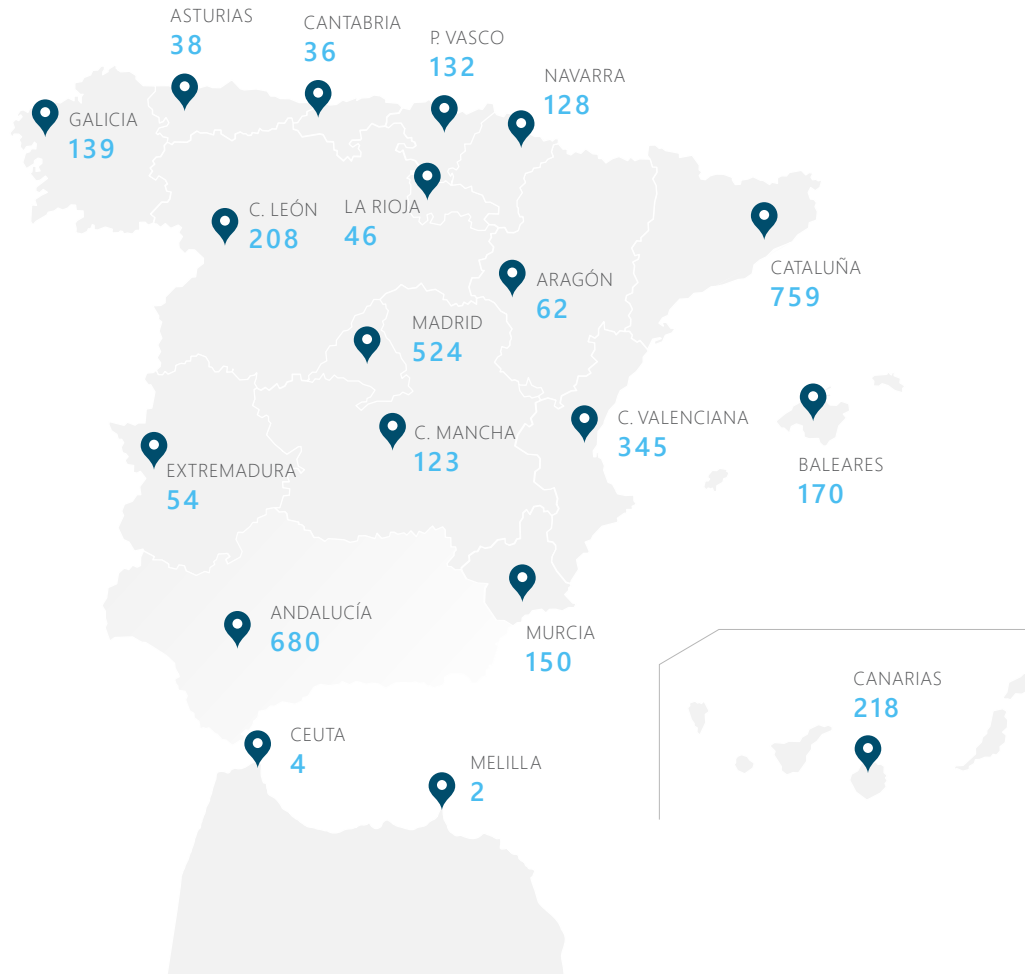 ASTURIAS
38
CANTABRIA
36
P. VASCO
132
NAVARRA
128
GALICIA
139
C. LEÓN
208
LA RIOJA
46
ARAGÓN
62
CATALUÑA
759
MADRID
524
C. MANCHA
123
C. VALENCIANA
345
BALEARES
170
EXTREMADURA
54
ANDALUCÍA
680
MURCIA
150
CANARIAS
218
CEUTA
4
MELILLA
2